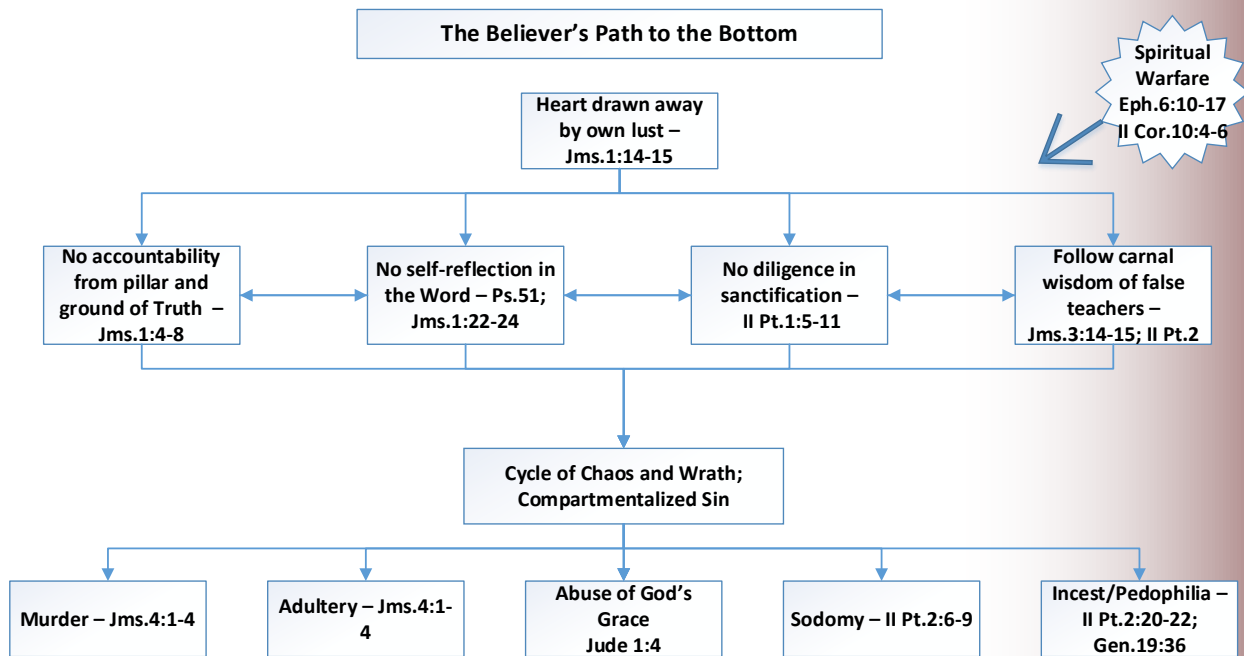 The Believer's Path to the Bottom
Spiritual
Warfare
Eph.6:10-17
II Cor.10:4-6
Heart drawn away
by own lust –
Jms.1:14-15
No accountability
from pillar and
ground of Truth –
Jms.1:4-8
No self-reflection in
the Word – Ps.51;
Jms.1:22-24
No diligence in
sanctification –
II Pt.1:5-11
Follow carnal
wisdom of false
teachers –
Jms.3:14-15; II Pt.2
Cycle of Chaos and Wrath;
Compartmentalized Sin
Murder – Jms.4:1-4
Adultery – Jms.4:1-
4
Abuse of God's
Grace
Jude 1:4
Sodomy – II Pt.2:6-9
Incest/Pedophilia –
II Pt.2:20-22;
Gen.19:36